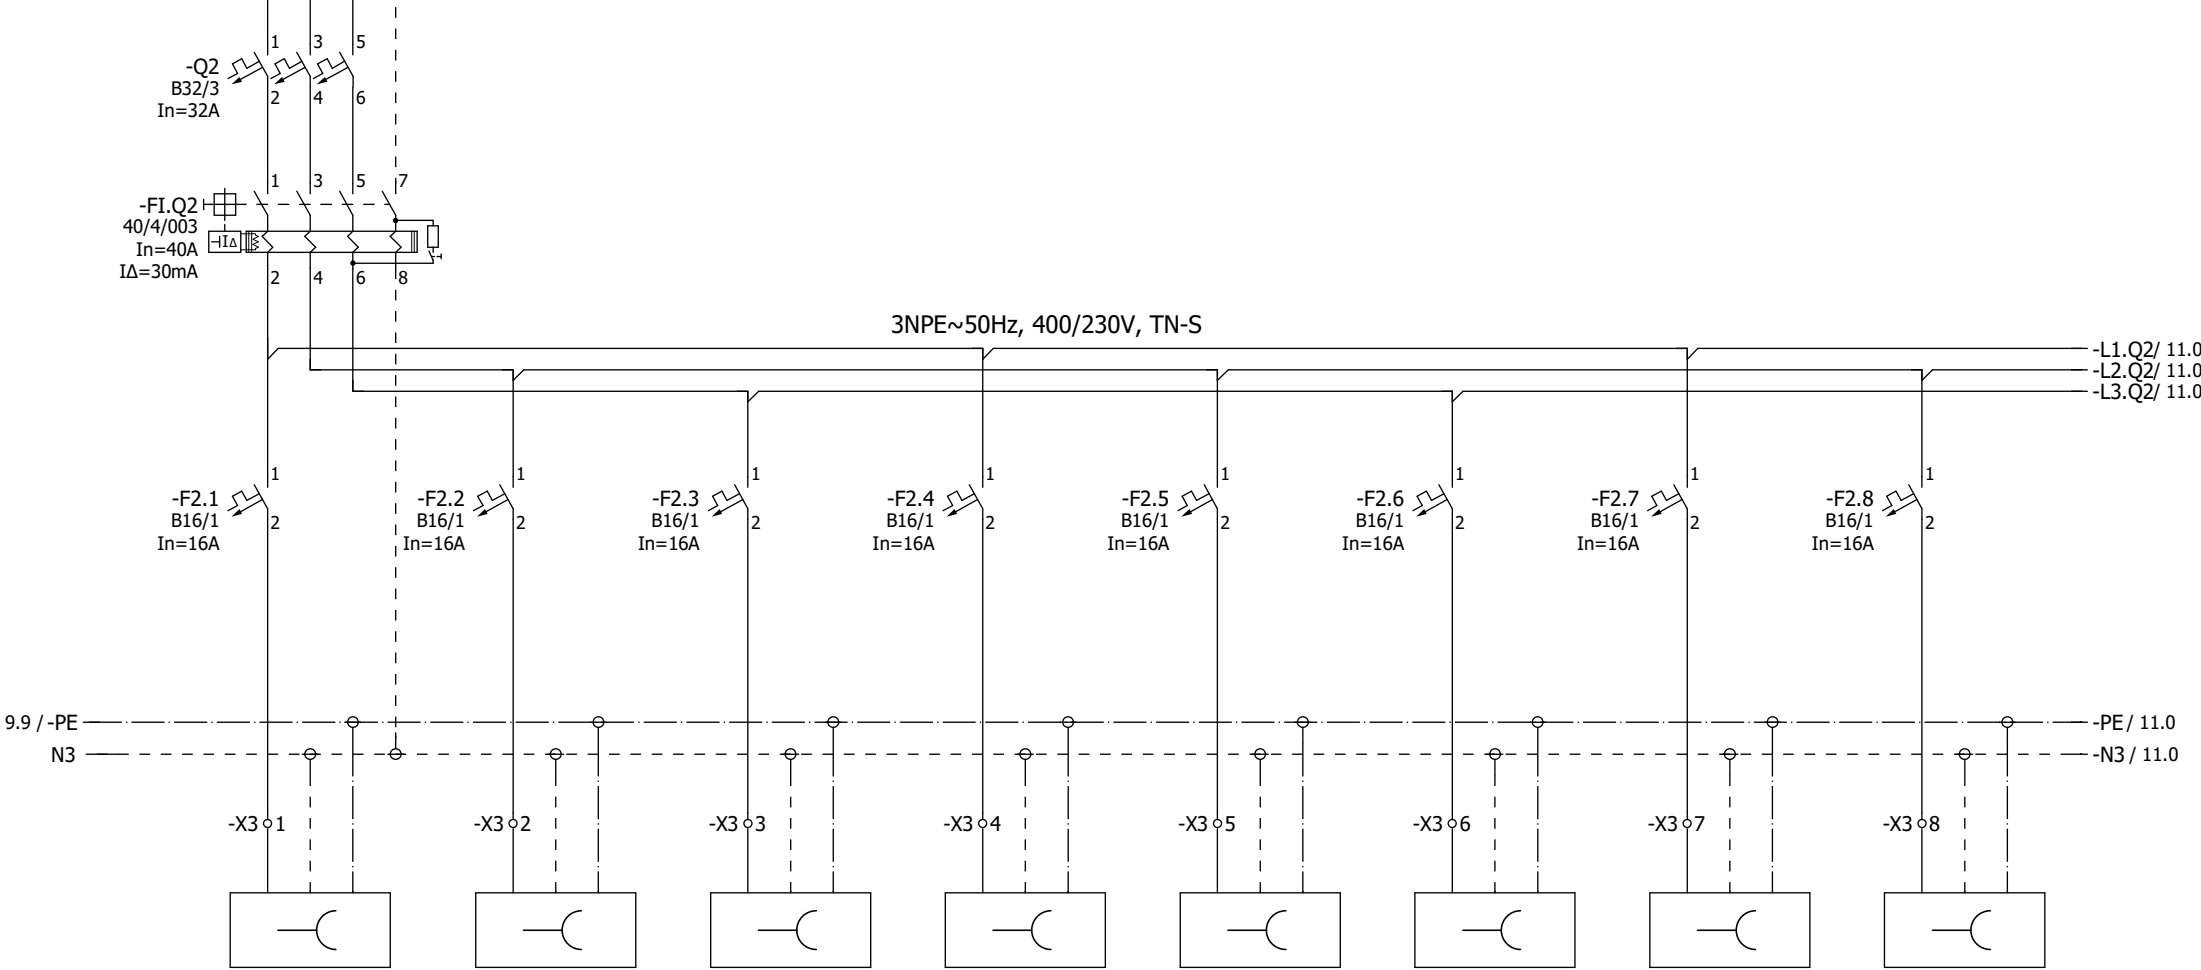 1 3 5
-Q2
B32/3
In=32A
2 4 6
1 3 5 7
-FI.Q2
40/4/003
In=40A
IΔ=30mA
IΔ
2 4 6 8
3NPE~50Hz, 400/230V, TN-S
-L1.Q2/ 11.0
-L2.Q2/ 11.0
-L3.Q2/ 11.0
1 1 1 1 1 1 1 1
-F2.1 -F2.2 -F2.3 -F2.4 -F2.5 -F2.6 -F2.7 -F2.8
B16/1 B16/1 B16/1 B16/1 B16/1 B16/1 B16/1 B16/1
2 2 2 2 2 2 2 2
In=16A In=16A In=16A In=16A In=16A In=16A In=16A In=16A
9.9 / -PE -PE / 11.0
N3 -N3 / 11.0
-X3 1 -X3 2 -X3 3 -X3 4 -X3 5 -X3 6 -X3 7 -X3 8